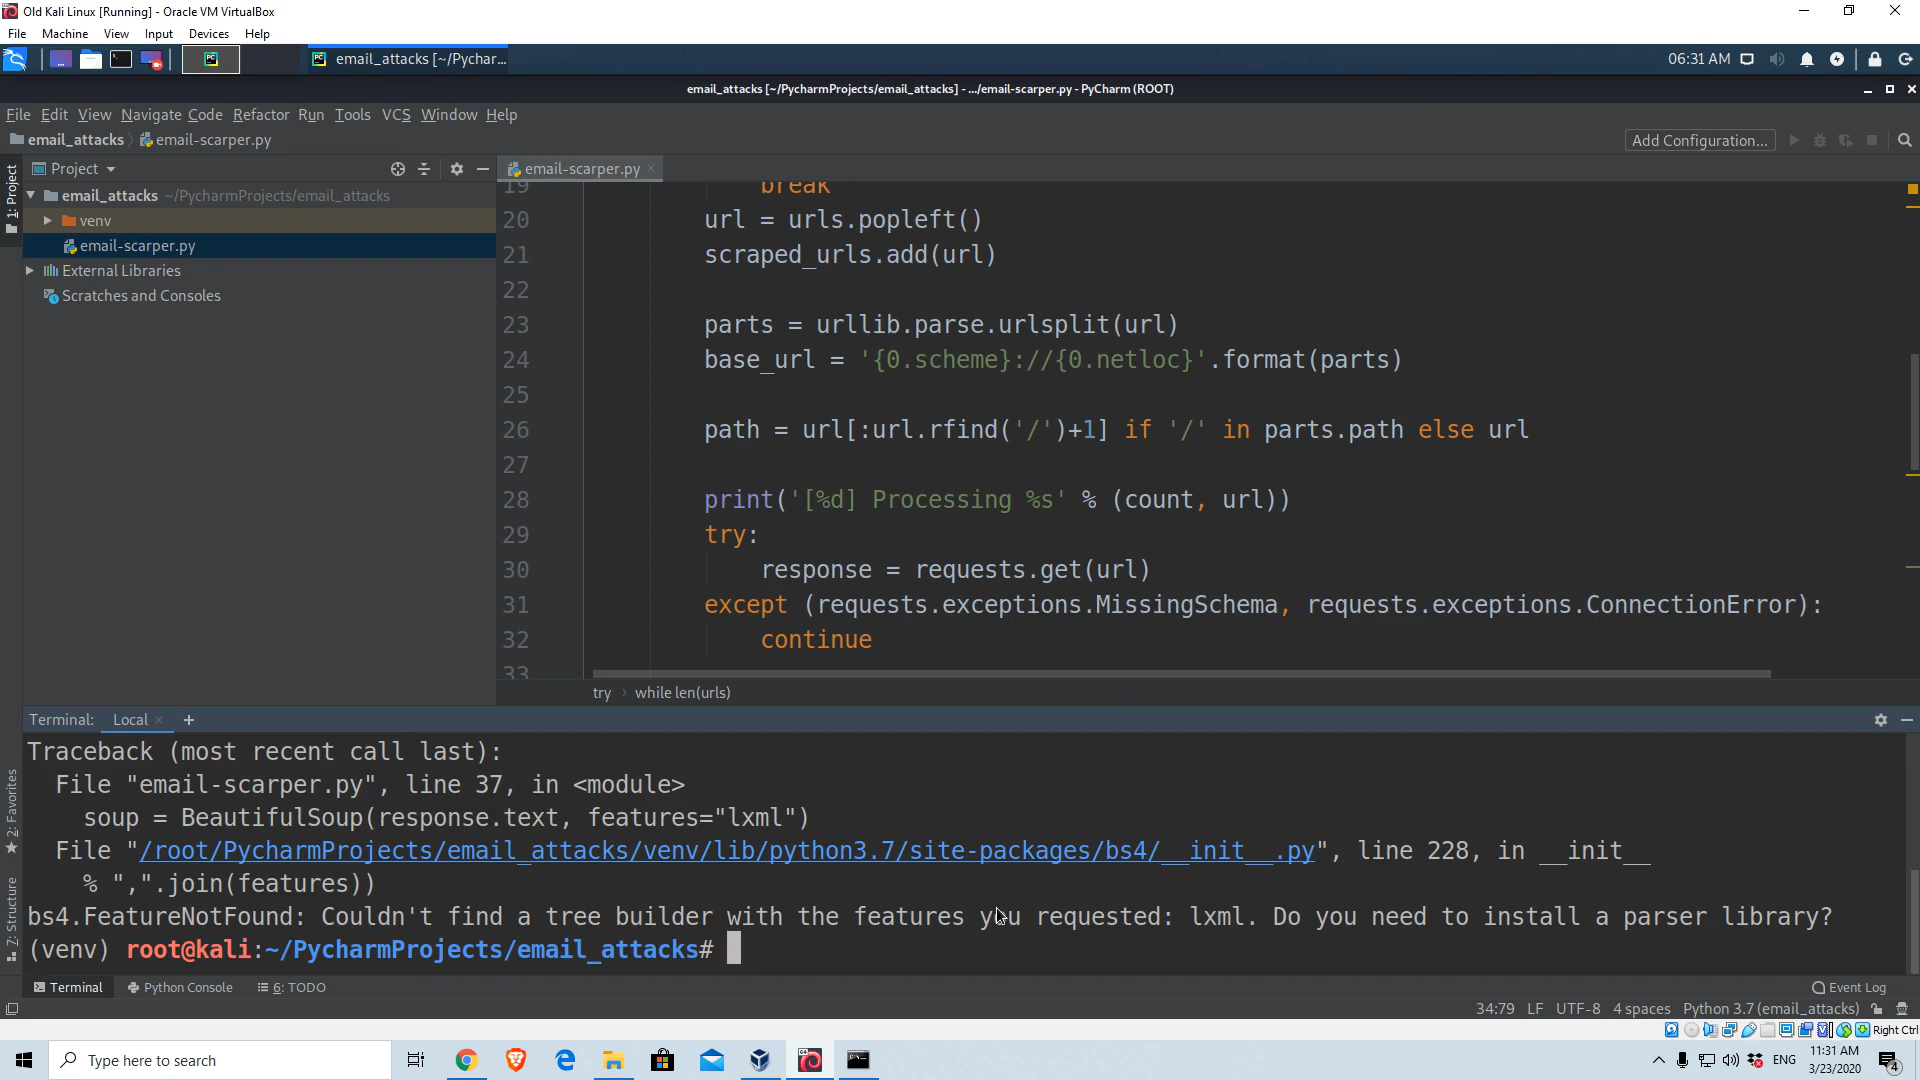 Old Kali Linux [Running] - Oracle VM VirtualBox
File Machine View Input Devices Help
email_attacks [~/Pychar...
06:31 AM
email_attacks [~/PycharmProjects/email_attacks] - .../email-scarper.py - PyCharm (ROOT)
File Edit View Navigate Code Refactor Run Tools VCS Window Help
email_attacks email-scarper.py
Add Configuration...
Project
email-scarper.py
1: Project
email_attacks ~/PycharmProjects/email_attacks
venv
email-scarper.py
External Libraries
Scratches and Consoles
19 break
20 url = urls.popleft()
21 scraped_urls.add(url)
22
23 parts = urllib.parse.urlsplit(url)
24 base_url = '{0.scheme}://{0.netloc}'.format(parts)
25
26 path = url[:url.rfind('/')+1] if '/' in parts.path else url
27
28 print('[%d] Processing %s' % (count, url))
29 try:
30 response = requests.get(url)
31 except (requests.exceptions.MissingSchema, requests.exceptions.ConnectionError):
32 continue
33
try › while len(urls)
Terminal: Local +
Traceback (most recent call last):
File "email-scarper.py", line 37, in <module>
soup = BeautifulSoup(response.text, features="lxml")
File "/root/PycharmProjects/email_attacks/venv/lib/python3.7/site-packages/bs4/__init__.py", line 228, in __init__
% ",".join(features))
bs4.FeatureNotFound: Couldn't find a tree builder with the features you requested: lxml. Do you need to install a parser library?
(venv) root@kali:~/PycharmProjects/email_attacks#
2: Favorites
7: Structure
Terminal Python Console 6: TODO
Event Log
34:79 LF UTF-8 4 spaces Python 3.7 (email_attacks)
Right Ctrl
Type here to search
ENG
11:31 AM
3/23/2020
4